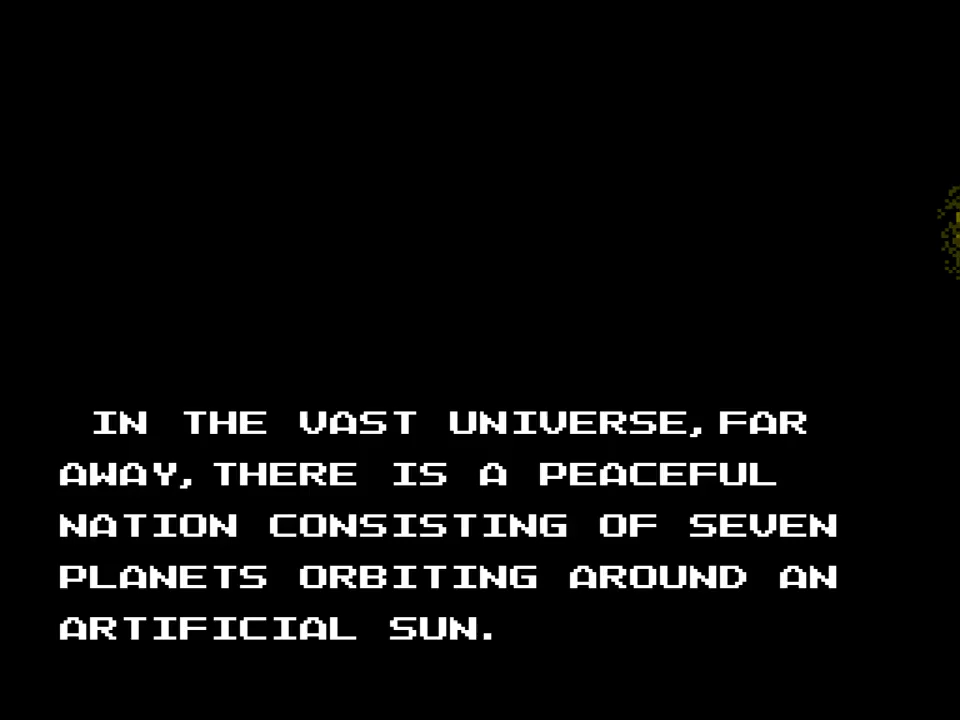 IN THE VAST UNIVERSE, FAR
AWAY, THERE IS A PEACEFUL
NATION CONSISTING OF SEVEN
PLANETS ORBITING AROUND AN
ARTIFICIAL SUN.